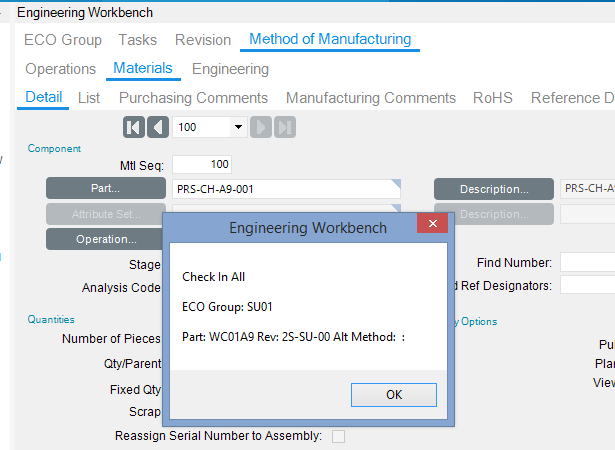 Engineering Workbench
ECO Group Tasks Revision Method of Manufacturing
Operations Materials Engineering
Detail List Purchasing Comments Manufacturing Comments RoHS Reference D
100
Component
Mtl Seq: 100
Part... PRS-CH-A9-001 Description... PRS-CH-A
Attribute Set... Description...
Operation...
Engineering Workbench
Check In All
ECO Group: SU01
Part: WC01A9 Rev: 2S-SU-00 Alt Method: :
OK
Stage
Analysis Code
Find Number:
d Ref Designators:
Quantities
y Options
Number of Pieces
Qty/Parent
Fixed Qty
Scrap
Pu
Plan
View
Reassign Serial Number to Assembly: